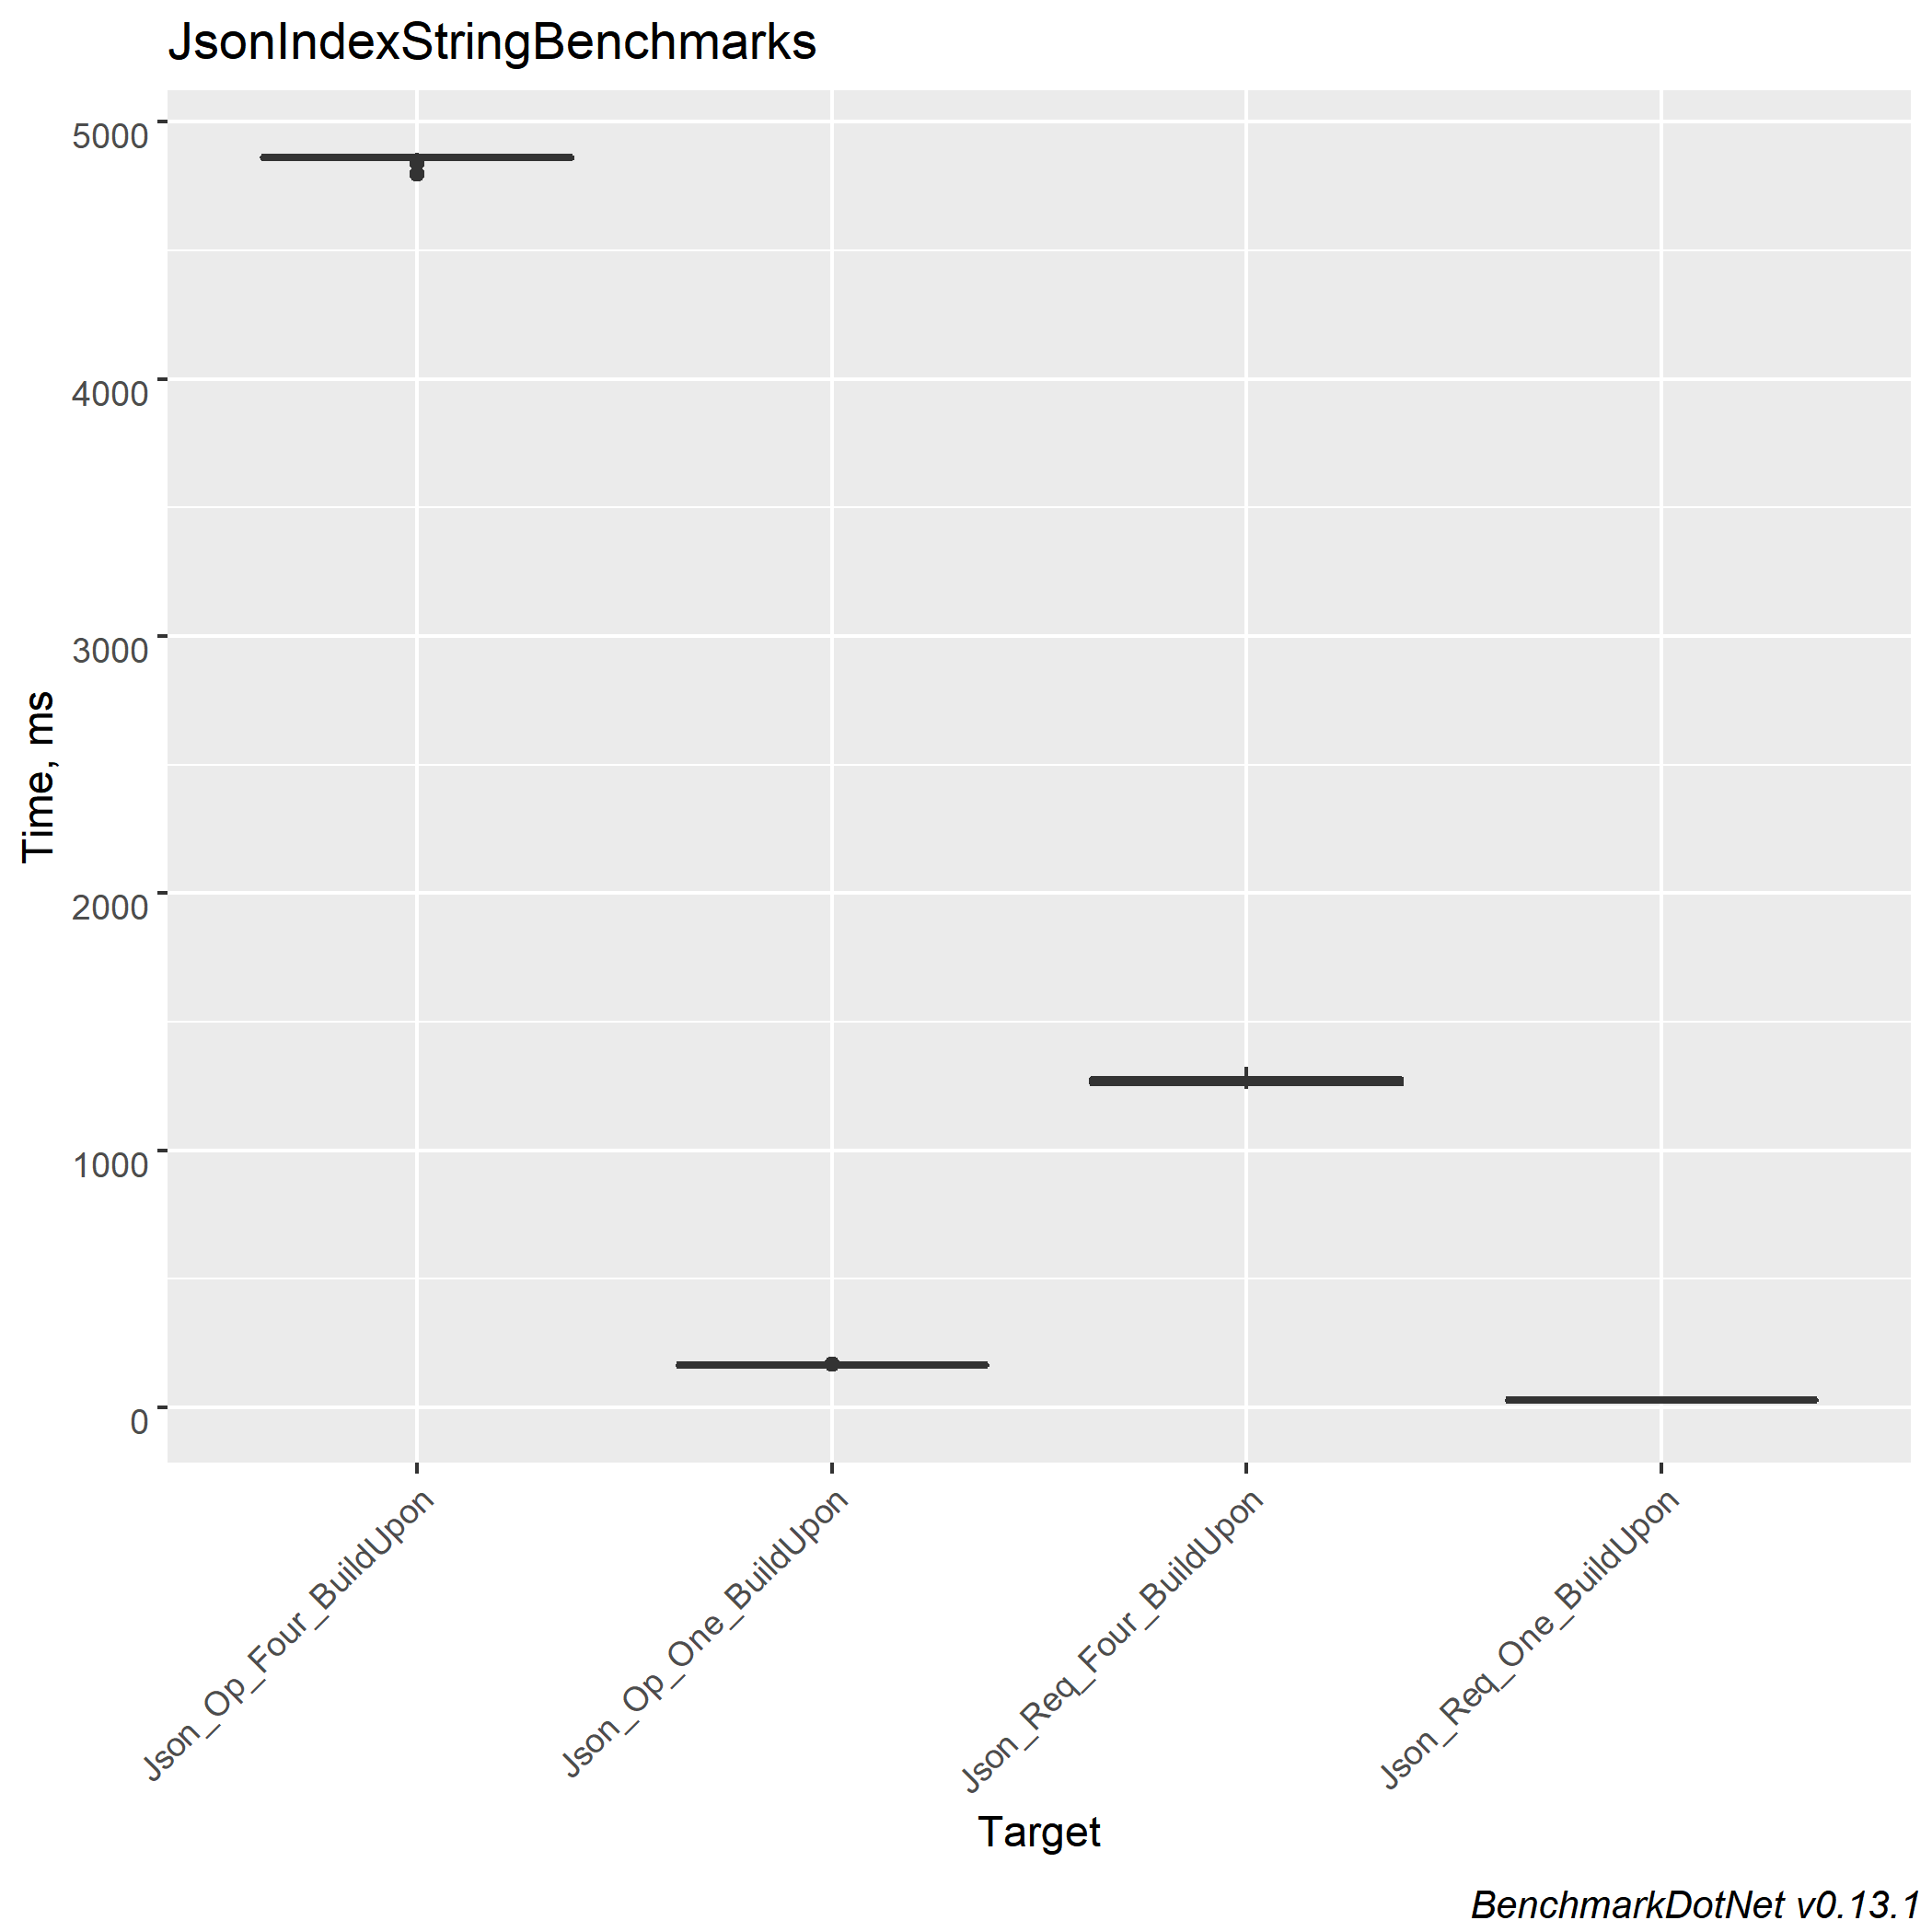 JsonIndexStringBenchmarks
5000
4000
3000
2000
1000
0
Time, ms
Json_Op_Four_BuildUpon
Json_Op_One_BuildUpon
Json_Req_Four_BuildUpon
Json_Req_One_BuildUpon
Target
BenchmarkDotNet v0.13.1